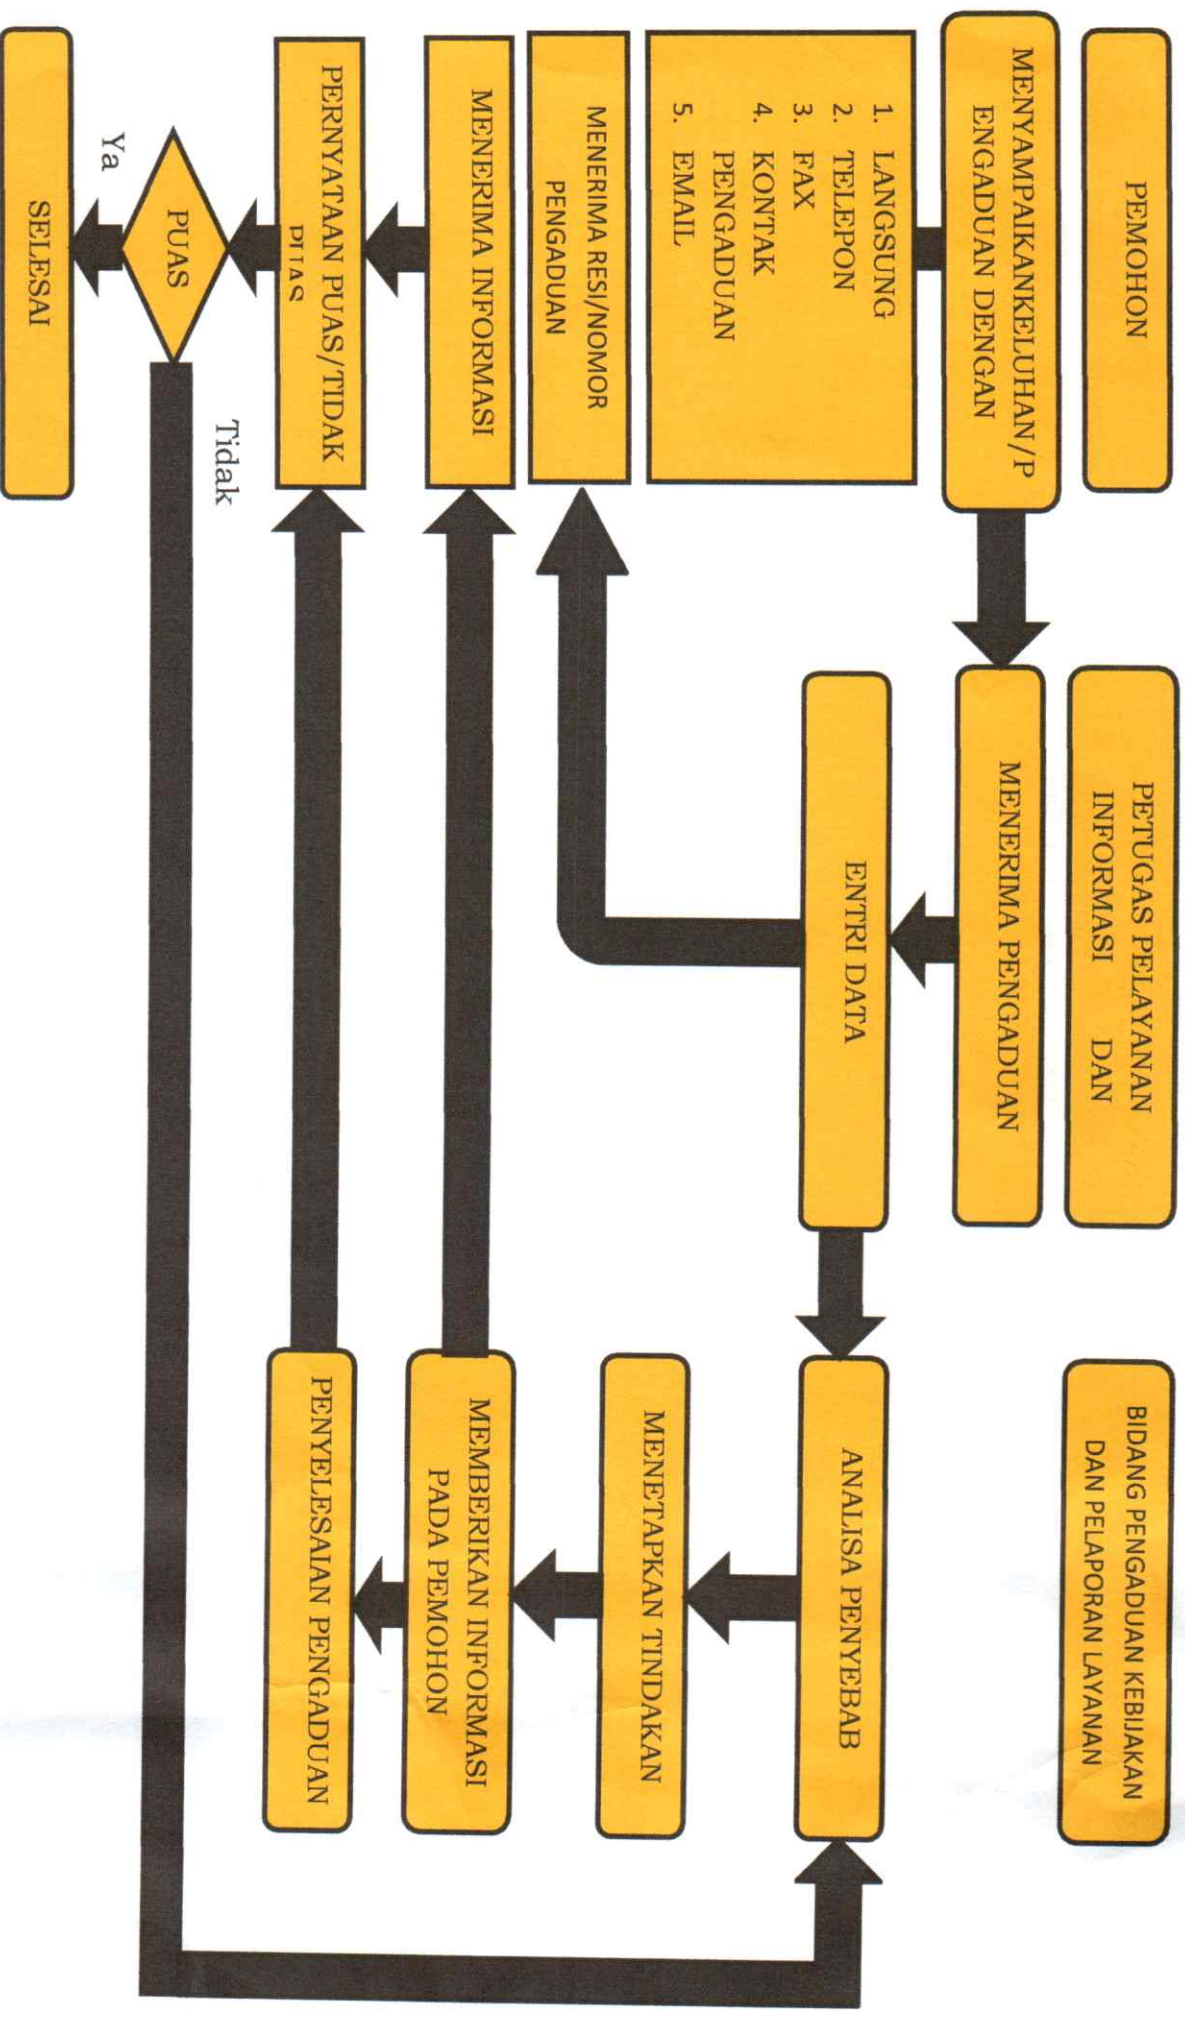 PEMOHON
MENYAMPAIKANKELUHAN/P
ENGADUAN DENGAN
1. LANGSUNG
2. TELEPON
3. FAX
4. KONTAK
PENGADUAN
5. EMAIL
MENERIMA RESI/NOMOR
PENGADUAN
MENERIMA INFORMASI
PERNYATAAN PUAS/TIDAK
PUAS
PUAS
Ya
Tidak
SELESAI
PETUGAS PELAYANAN
INFORMASI DAN
MENERIMA PENGADUAN
ENTRI DATA
BIDANG PENGADUAN KEBIJAKAN
DAN PELAPORAN LAYANAN
ANALISA PENYEBAB
MENETAPKAN TINDAKAN
MEMBERIKAN INFORMASI
PADA PEMOHON
PENYELESAIAN PENGADUAN